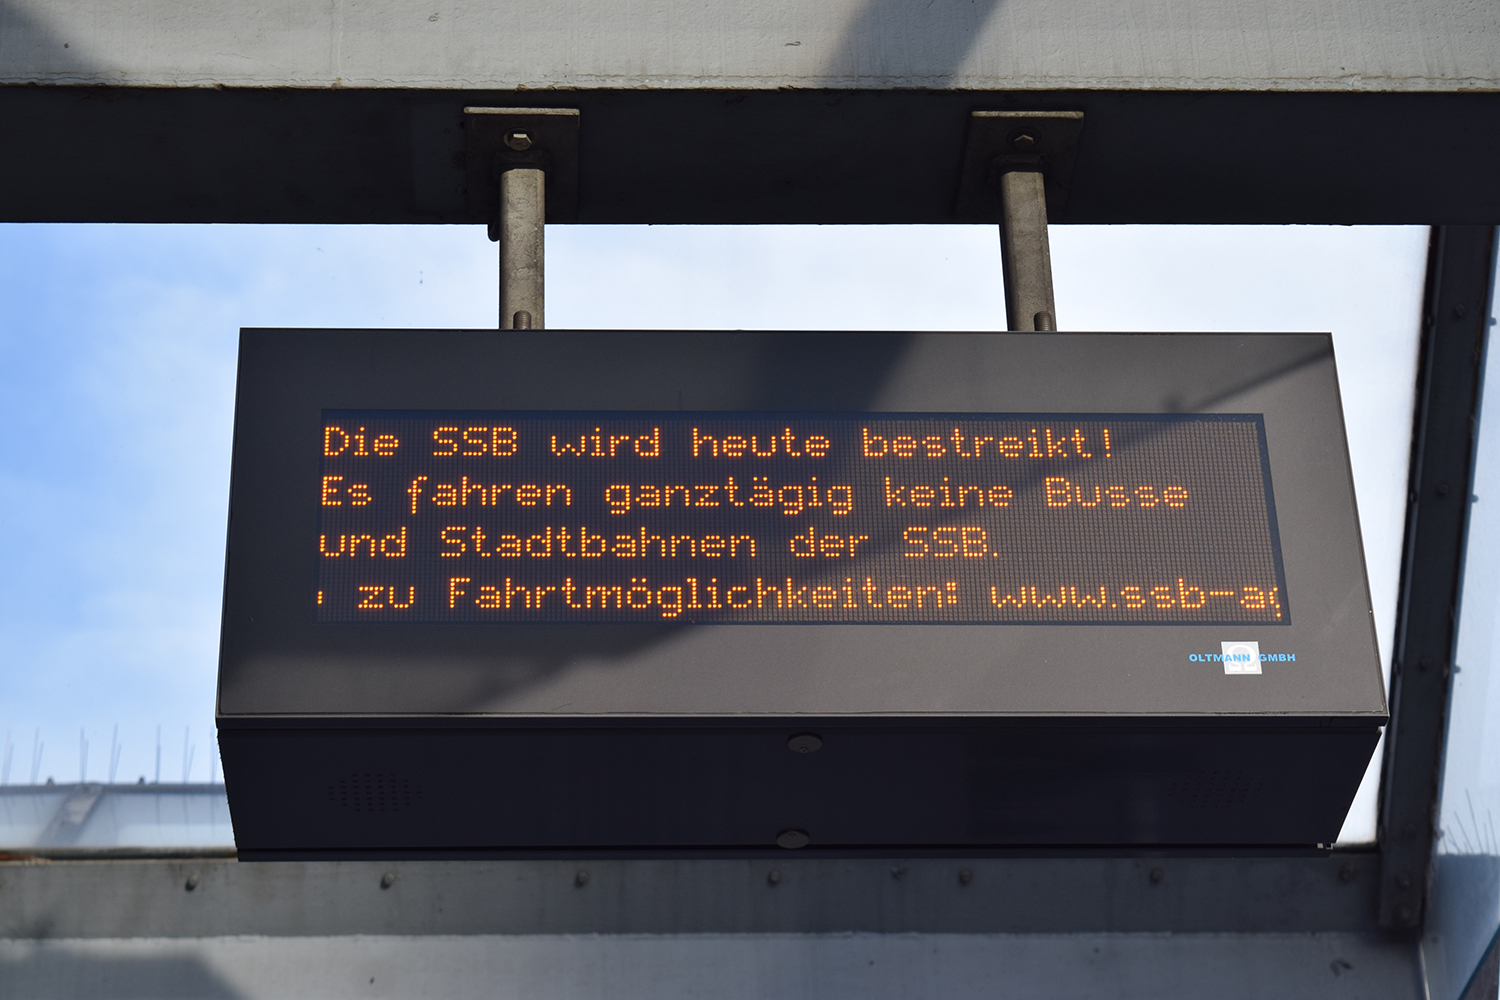 Die SSB wird heute bestreikt!
Es fahren ganztägig keine Busse
und Stadtbahnen der SSB.
zu Fahrtmöglichkeiten: www.ssb-ag
OLTMANN GMBH